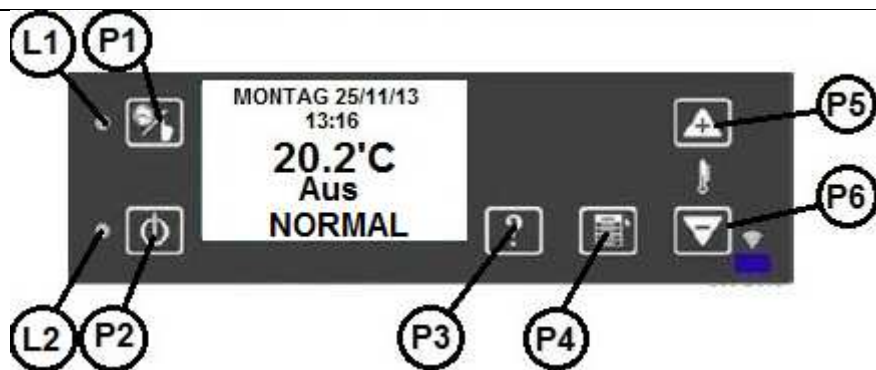 L1
P1
MONTAG 25/11/13
13:16
20.2'C
Aus
NORMAL
+
P5
?
-
P6
L2
P2
P3
P4